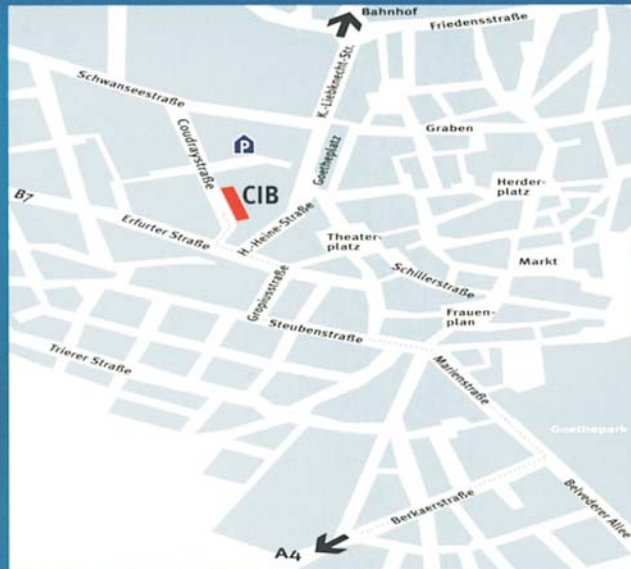 Bahnhof
Friedensstraße
Schwanseestraße
K.-Liebknecht-Str.
Graben
Coudraystraße
P
Goetheplatz
CIB
Herder-
platz
B7
Erfurter Straße
H.-Heine-Straße
Theater-
platz
Markt
Schillerstraße
Gropiusstraße
Frauen-
plan
Steubenstraße
Trierer Straße
Marienstraße
Goethepark
Belvederer Allee
Berkaerstraße
A4